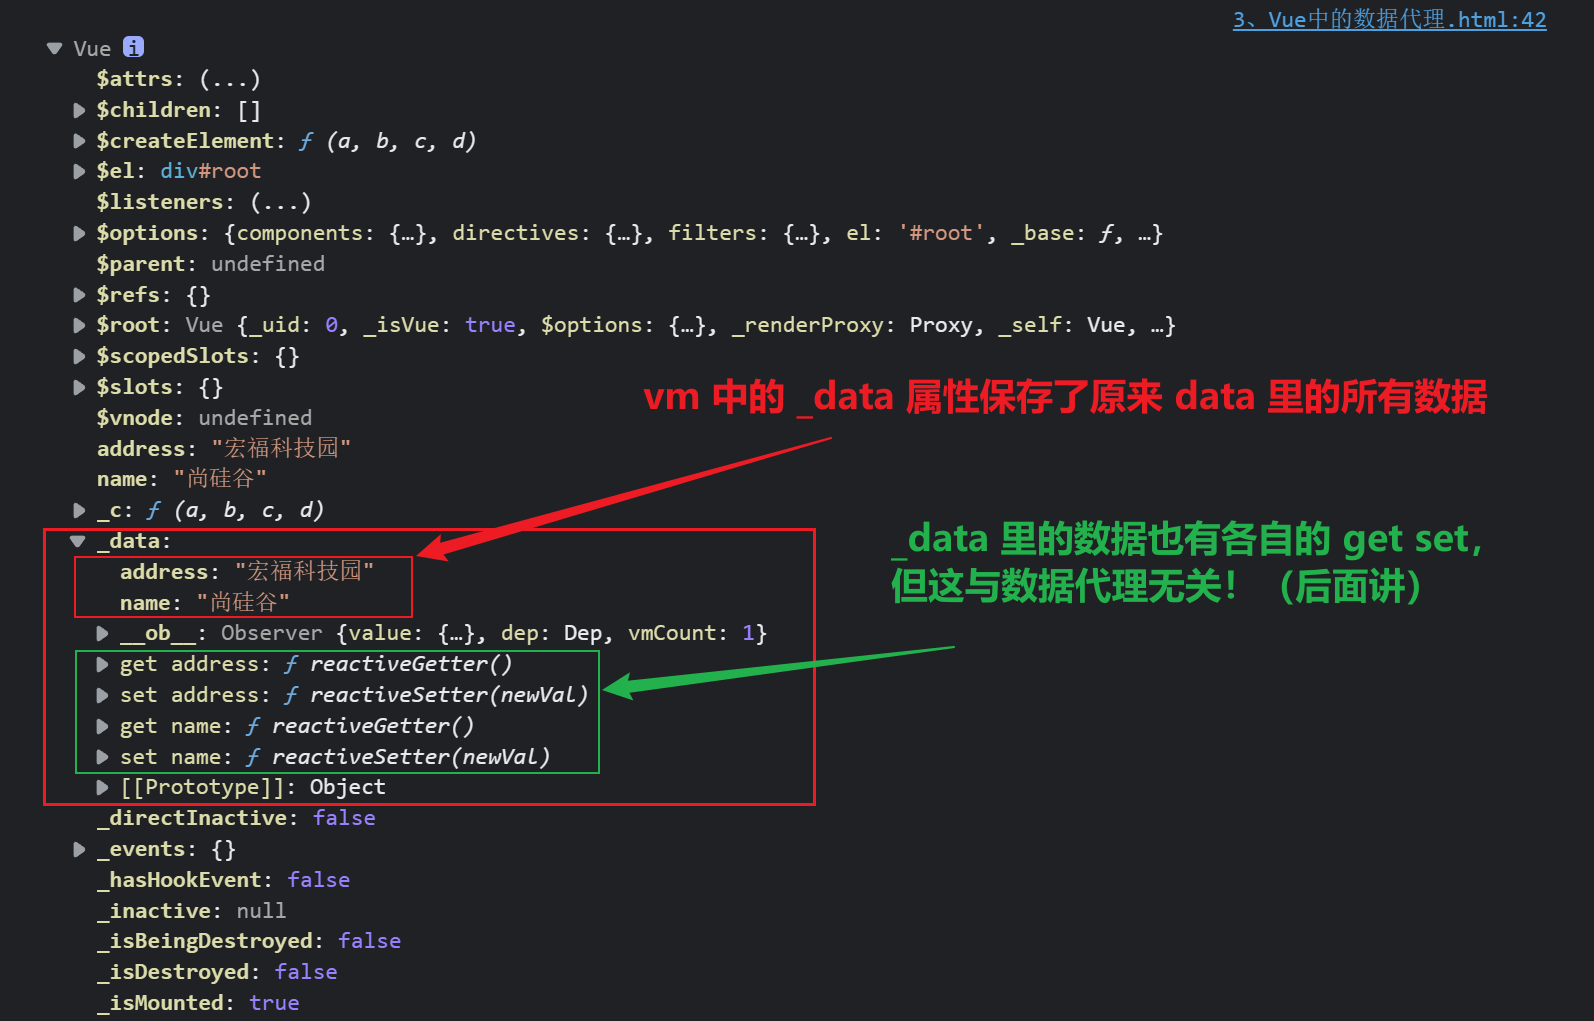 3、Vue中的数据代理.html:42
Vue i
$attrs: (...)
$children: []
$createElement: ƒ (a, b, c, d)
$el: div#root
$listeners: (...)
$options: {components: {…}, directives: {…}, filters: {…}, el: '#root', _base: ƒ, …}
$parent: undefined
$refs: {}
$root: Vue {_uid: 0, _isVue: true, $options: {…}, _renderProxy: Proxy, _self: Vue, …}
$scopedSlots: {}
$slots: {}
vm 中的 _data 属性保存了原来 data 里的所有数据
$vnode: undefined
address: "宏福科技园"
name: "尚硅谷"
_c: ƒ (a, b, c, d)
_data:
_data 里的数据也有各自的 get set，
但这与数据代理无关！（后面讲）
address: "宏福科技园"
name: "尚硅谷"
__ob__: Observer {value: {…}, dep: Dep, vmCount: 1}
get address: ƒ reactiveGetter()
set address: ƒ reactiveSetter(newVal)
get name: ƒ reactiveGetter()
set name: ƒ reactiveSetter(newVal)
[[Prototype]]: Object
_directInactive: false
_events: {}
_hasHookEvent: false
_inactive: null
_isBeingDestroyed: false
_isDestroyed: false
_isMounted: true